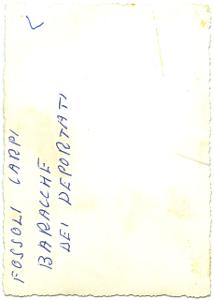 FOSSOLI CARPI
BARACCHE
DEI DEPORTATI